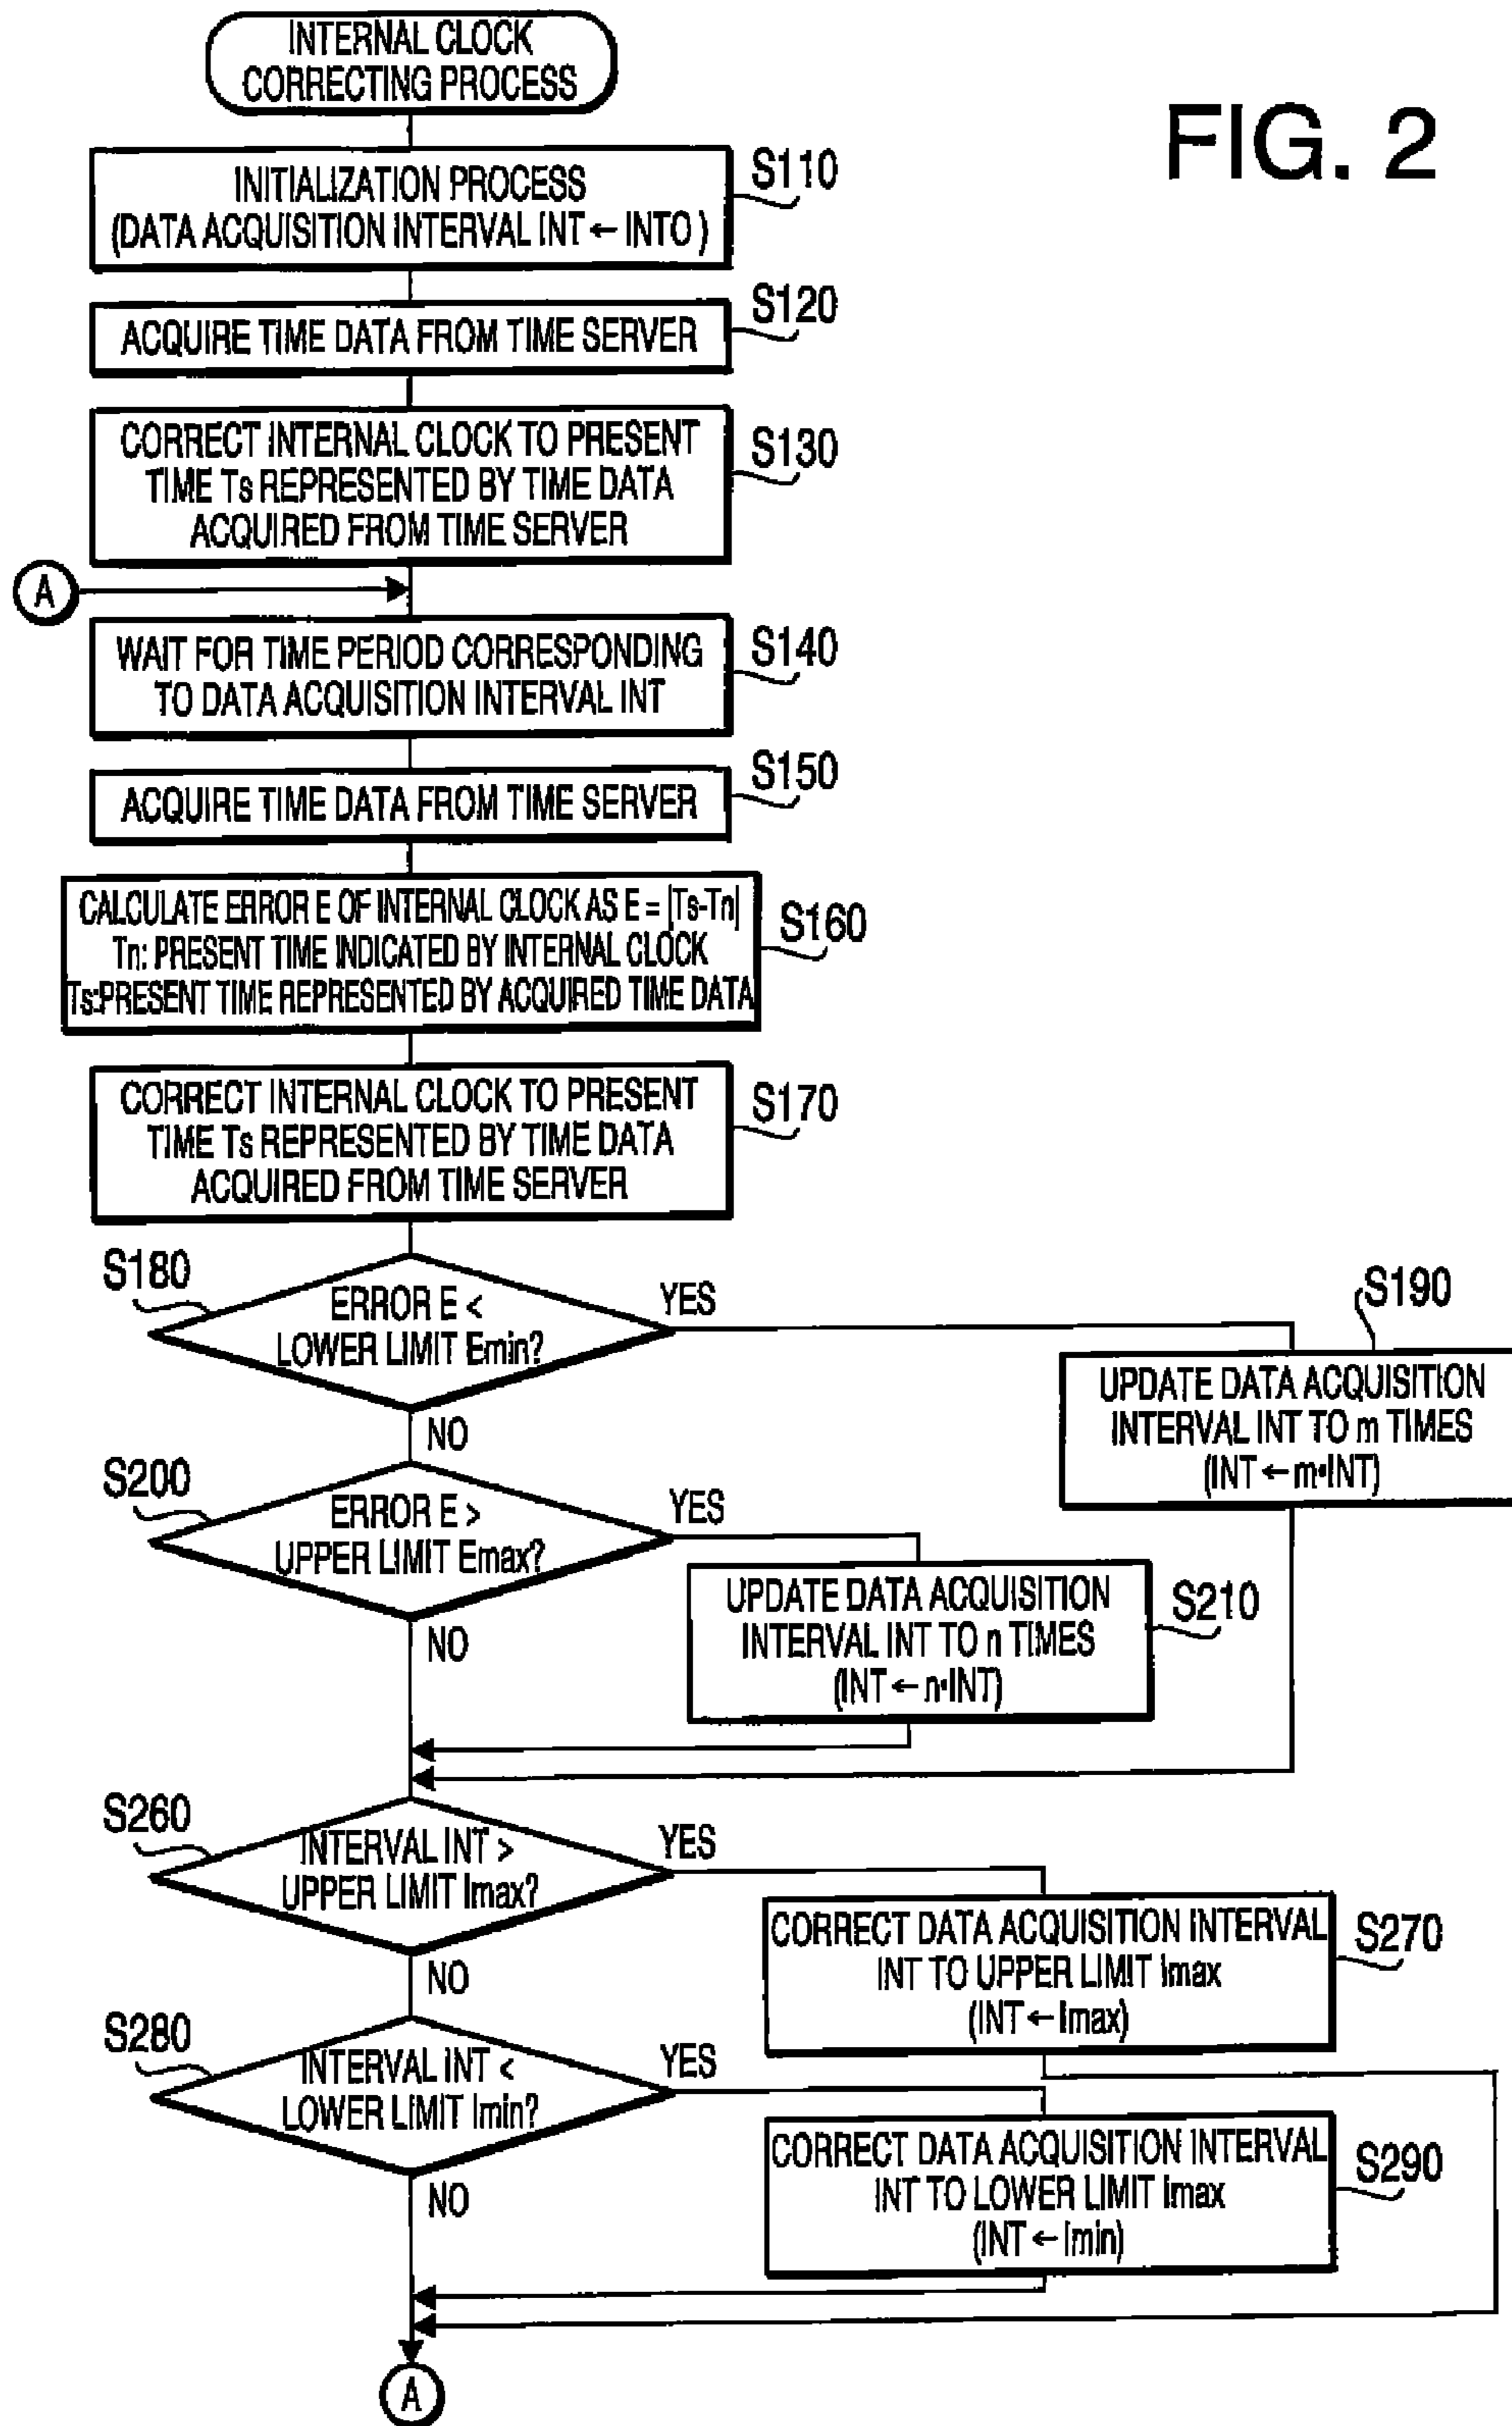 INTERNAL CLOCK
CORRECTING PROCESS
FIG. 2
INITIALIZATION PROCESS
(DATA ACQUISITION INTERVAL INT ← INTO )
S110
ACQUIRE TIME DATA FROM TIME SERVER
S120
CORRECT INTERNAL CLOCK TO PRESENT
TIME Ts REPRESENTED BY TIME DATA
ACQUIRED FROM TIME SERVER
S130
A
WAIT FOR TIME PERIOD CORRESPONDING
TO DATA ACQUISITION INTERVAL INT
S140
ACQUIRE TIME DATA FROM TIME SERVER
S150
CALCULATE ERROR E OF INTERNAL CLOCK AS E = |Ts-Tn|
Tn: PRESENT TIME INDICATED BY INTERNAL CLOCK
Ts:PRESENT TIME REPRESENTED BY ACQUIRED TIME DATA
S160
CORRECT INTERNAL CLOCK TO PRESENT
TIME Ts REPRESENTED BY TIME DATA
ACQUIRED FROM TIME SERVER
S170
S180
ERROR E <
LOWER LIMIT Emin?
YES
NO
S190
UPDATE DATA ACQUISITION
INTERVAL INT TO m TIMES
(INT ← m•INT)
S200
ERROR E >
UPPER LIMIT Emax?
YES
NO
UPDATE DATA ACQUISITION
INTERVAL INT TO n TIMES
(INT ← n•INT)
S210
S260
INTERVAL INT >
UPPER LIMIT Imax?
YES
NO
CORRECT DATA ACQUISITION INTERVAL
INT TO UPPER LIMIT Imax
(INT ← Imax)
S270
S280
INTERVAL INT <
LOWER LIMIT Imin?
YES
NO
CORRECT DATA ACQUISITION INTERVAL
INT TO LOWER LIMIT Imax
(INT ← Imin)
S290
A